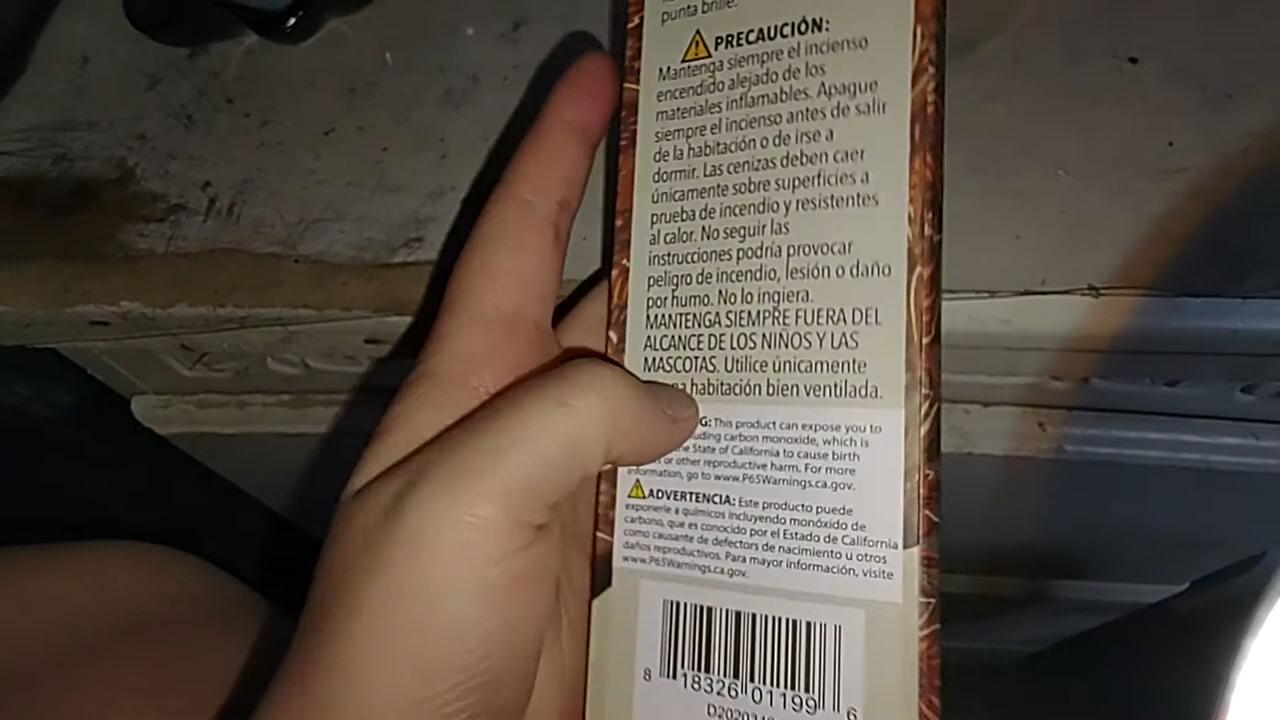 punta brille.
PRECAUCIÓN:
Mantenga siempre el incienso
encendido alejado de los
materiales inflamables. Apague
siempre el incienso antes de salir
de la habitación o de irse a
dormir. Las cenizas deben caer
únicamente sobre superficies a
prueba de incendio y resistentes
al calor. No seguir las
instrucciones podría provocar
peligro de incendio, lesión o daño
por humo. No lo ingiera.
MANTENGA SIEMPRE FUERA DEL
ALCANCE DE LOS NIÑOS Y LAS
MASCOTAS. Utilice únicamente
habitación bien ventilada.
This product can expose you to
carbon monoxide, which is
State of California to cause birth
or other reproductive harm. For more
information, go to www.P65Warnings.ca.gov.
ADVERTENCIA: Este producto puede
exponerle a químicos incluyendo monóxido de
carbono, que es conocido por el Estado de California
como causante de defectors de nacimiento u otros
daños reproductivos. Para mayor información, visite
www.P65Warnings.ca.gov.
8 18326 01199 6